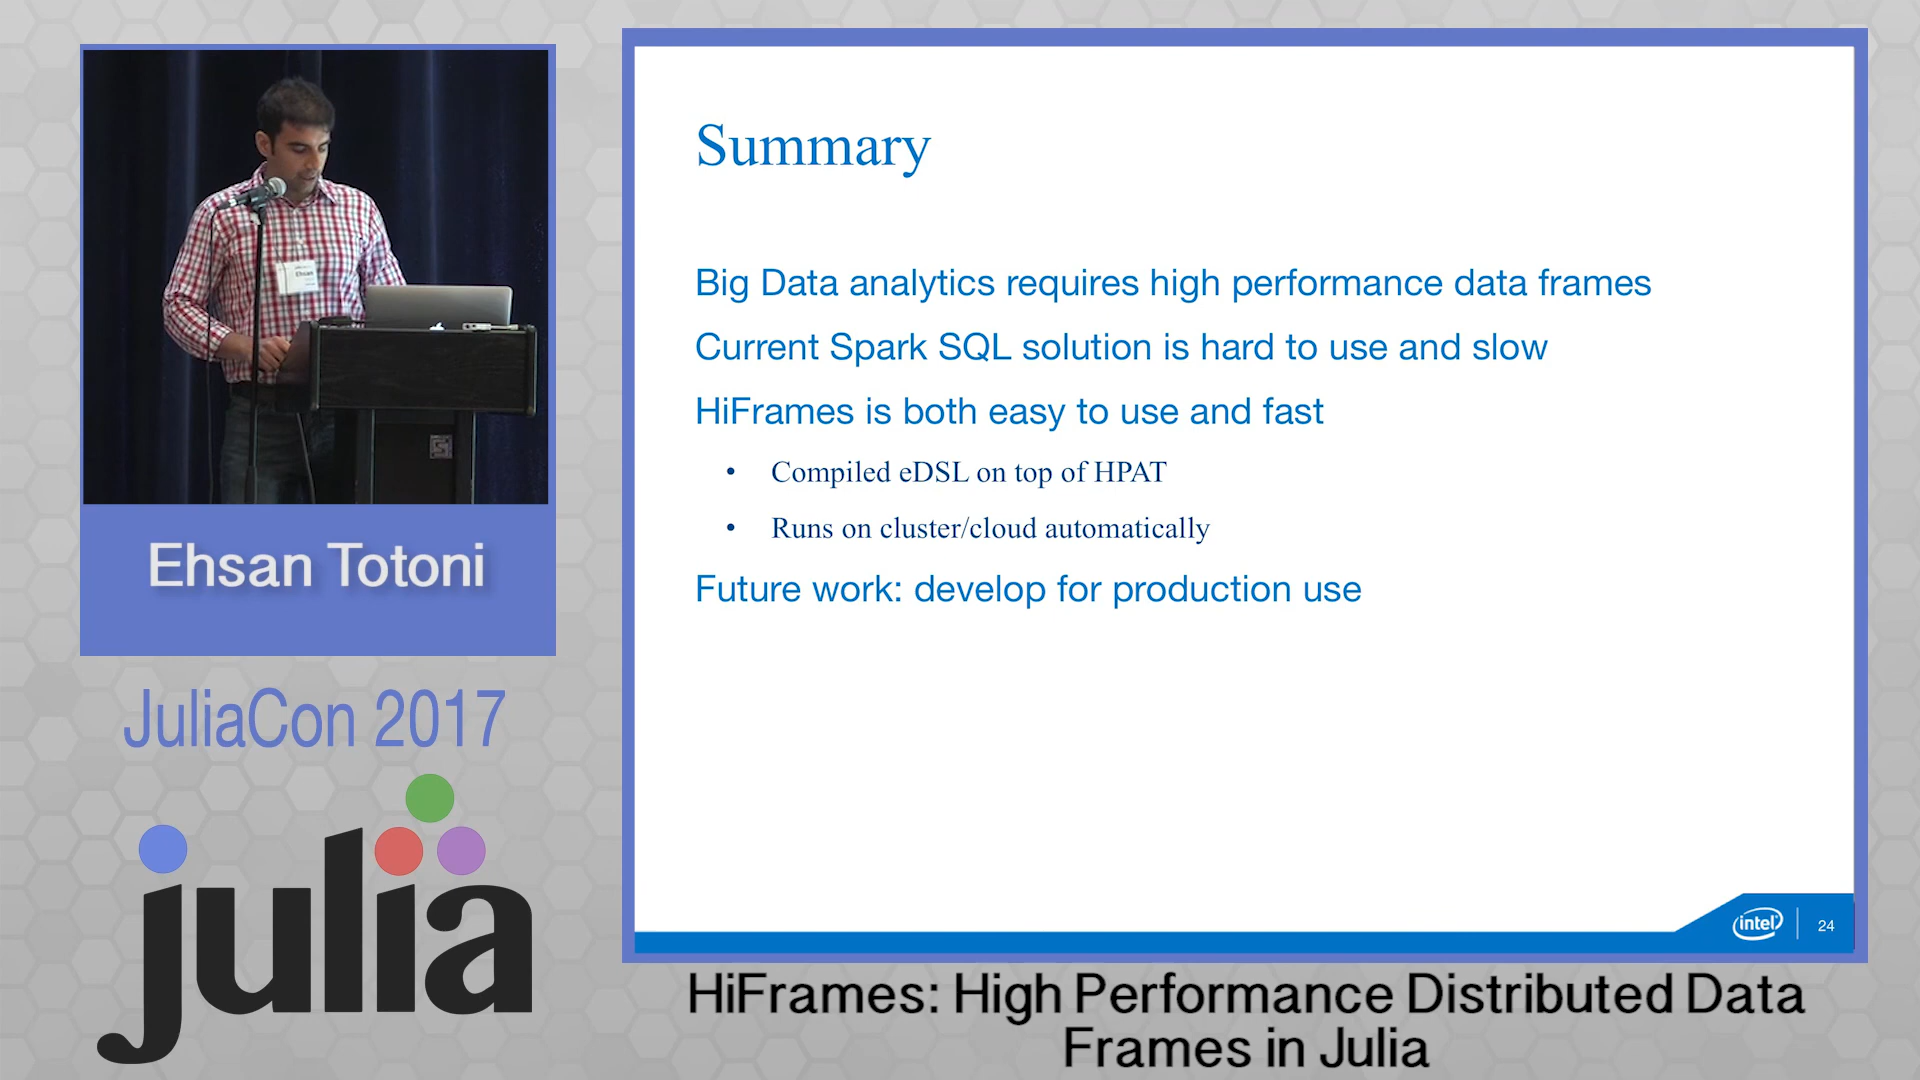 Ehsan
Ehsan Totoni
JuliaCon 2017
julia
Summary
Big Data analytics requires high performance data frames
Current Spark SQL solution is hard to use and slow
HiFrames is both easy to use and fast
• Compiled eDSL on top of HPAT
• Runs on cluster/cloud automatically
Future work: develop for production use
intel
24
HiFrames: High Performance Distributed Data
Frames in Julia